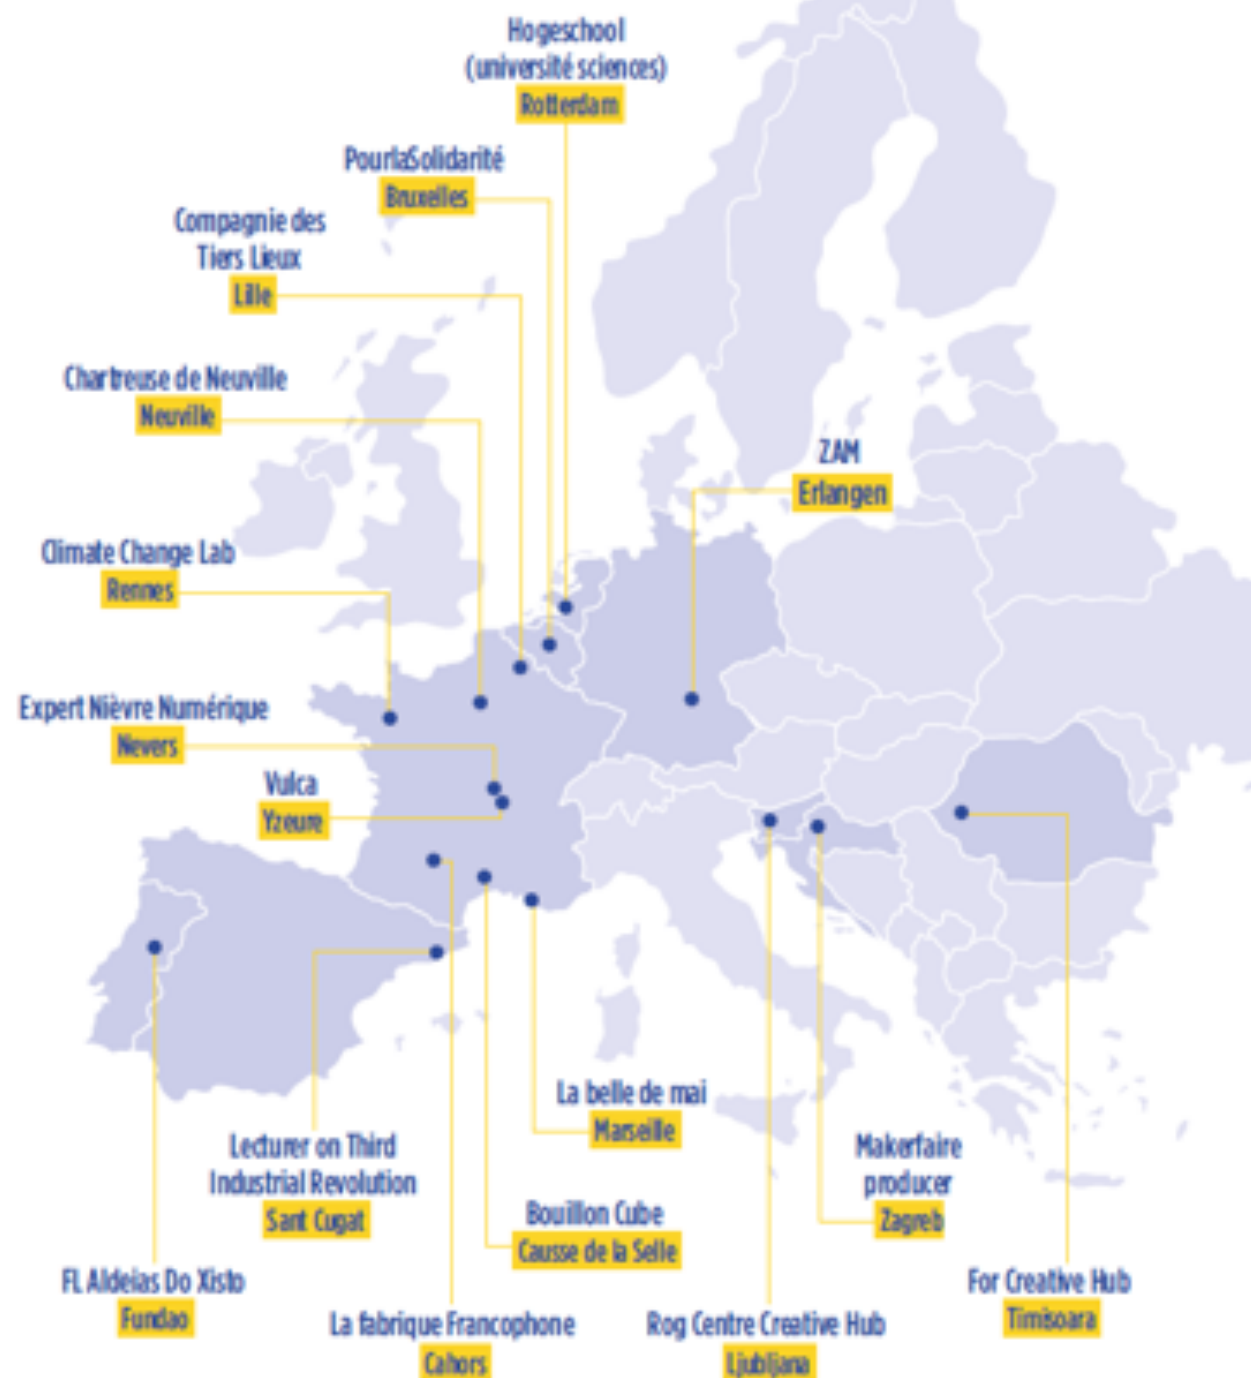 Hogeschool
(université sciences)
Rotterdam
PourlaSolidarité
Bruxelles
Compagnie des
Tiers Lieux
Lille
Chartreuse de Neuville
Neuville
ZAM
Erlangen
Climate Change Lab
Rennes
Expert Nièvre Numérique
Nevers
Vulca
Yzeure
La belle de mai
Marseille
Lecturer on Third
Industrial Revolution
Sant Cugat
Makerfaire
producer
Zagreb
Bouillon Cube
Causse de la Selle
FL Aldeias Do Xisto
Fundao
For Creative Hub
Timisoara
La fabrique Francophone
Cahors
Rog Centre Creative Hub
Ljubljana